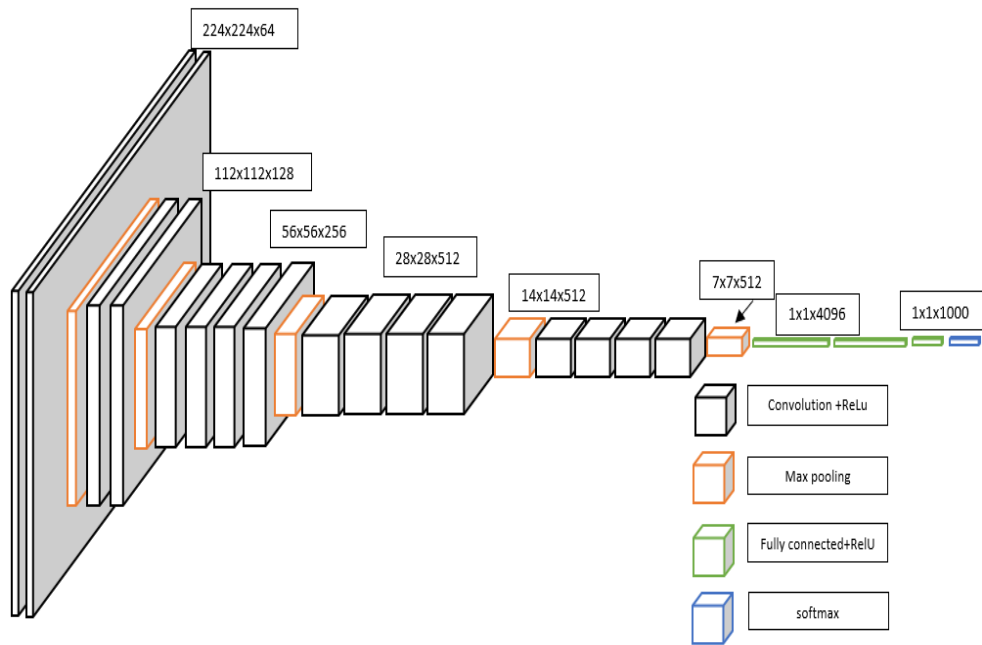 224x224x64
112x112x128
56x56x256
28x28x512
14x14x512
7x7x512
1x1x4096
1x1x1000
Convolution +ReLu
Max pooling
Fully connected+RelU
softmax